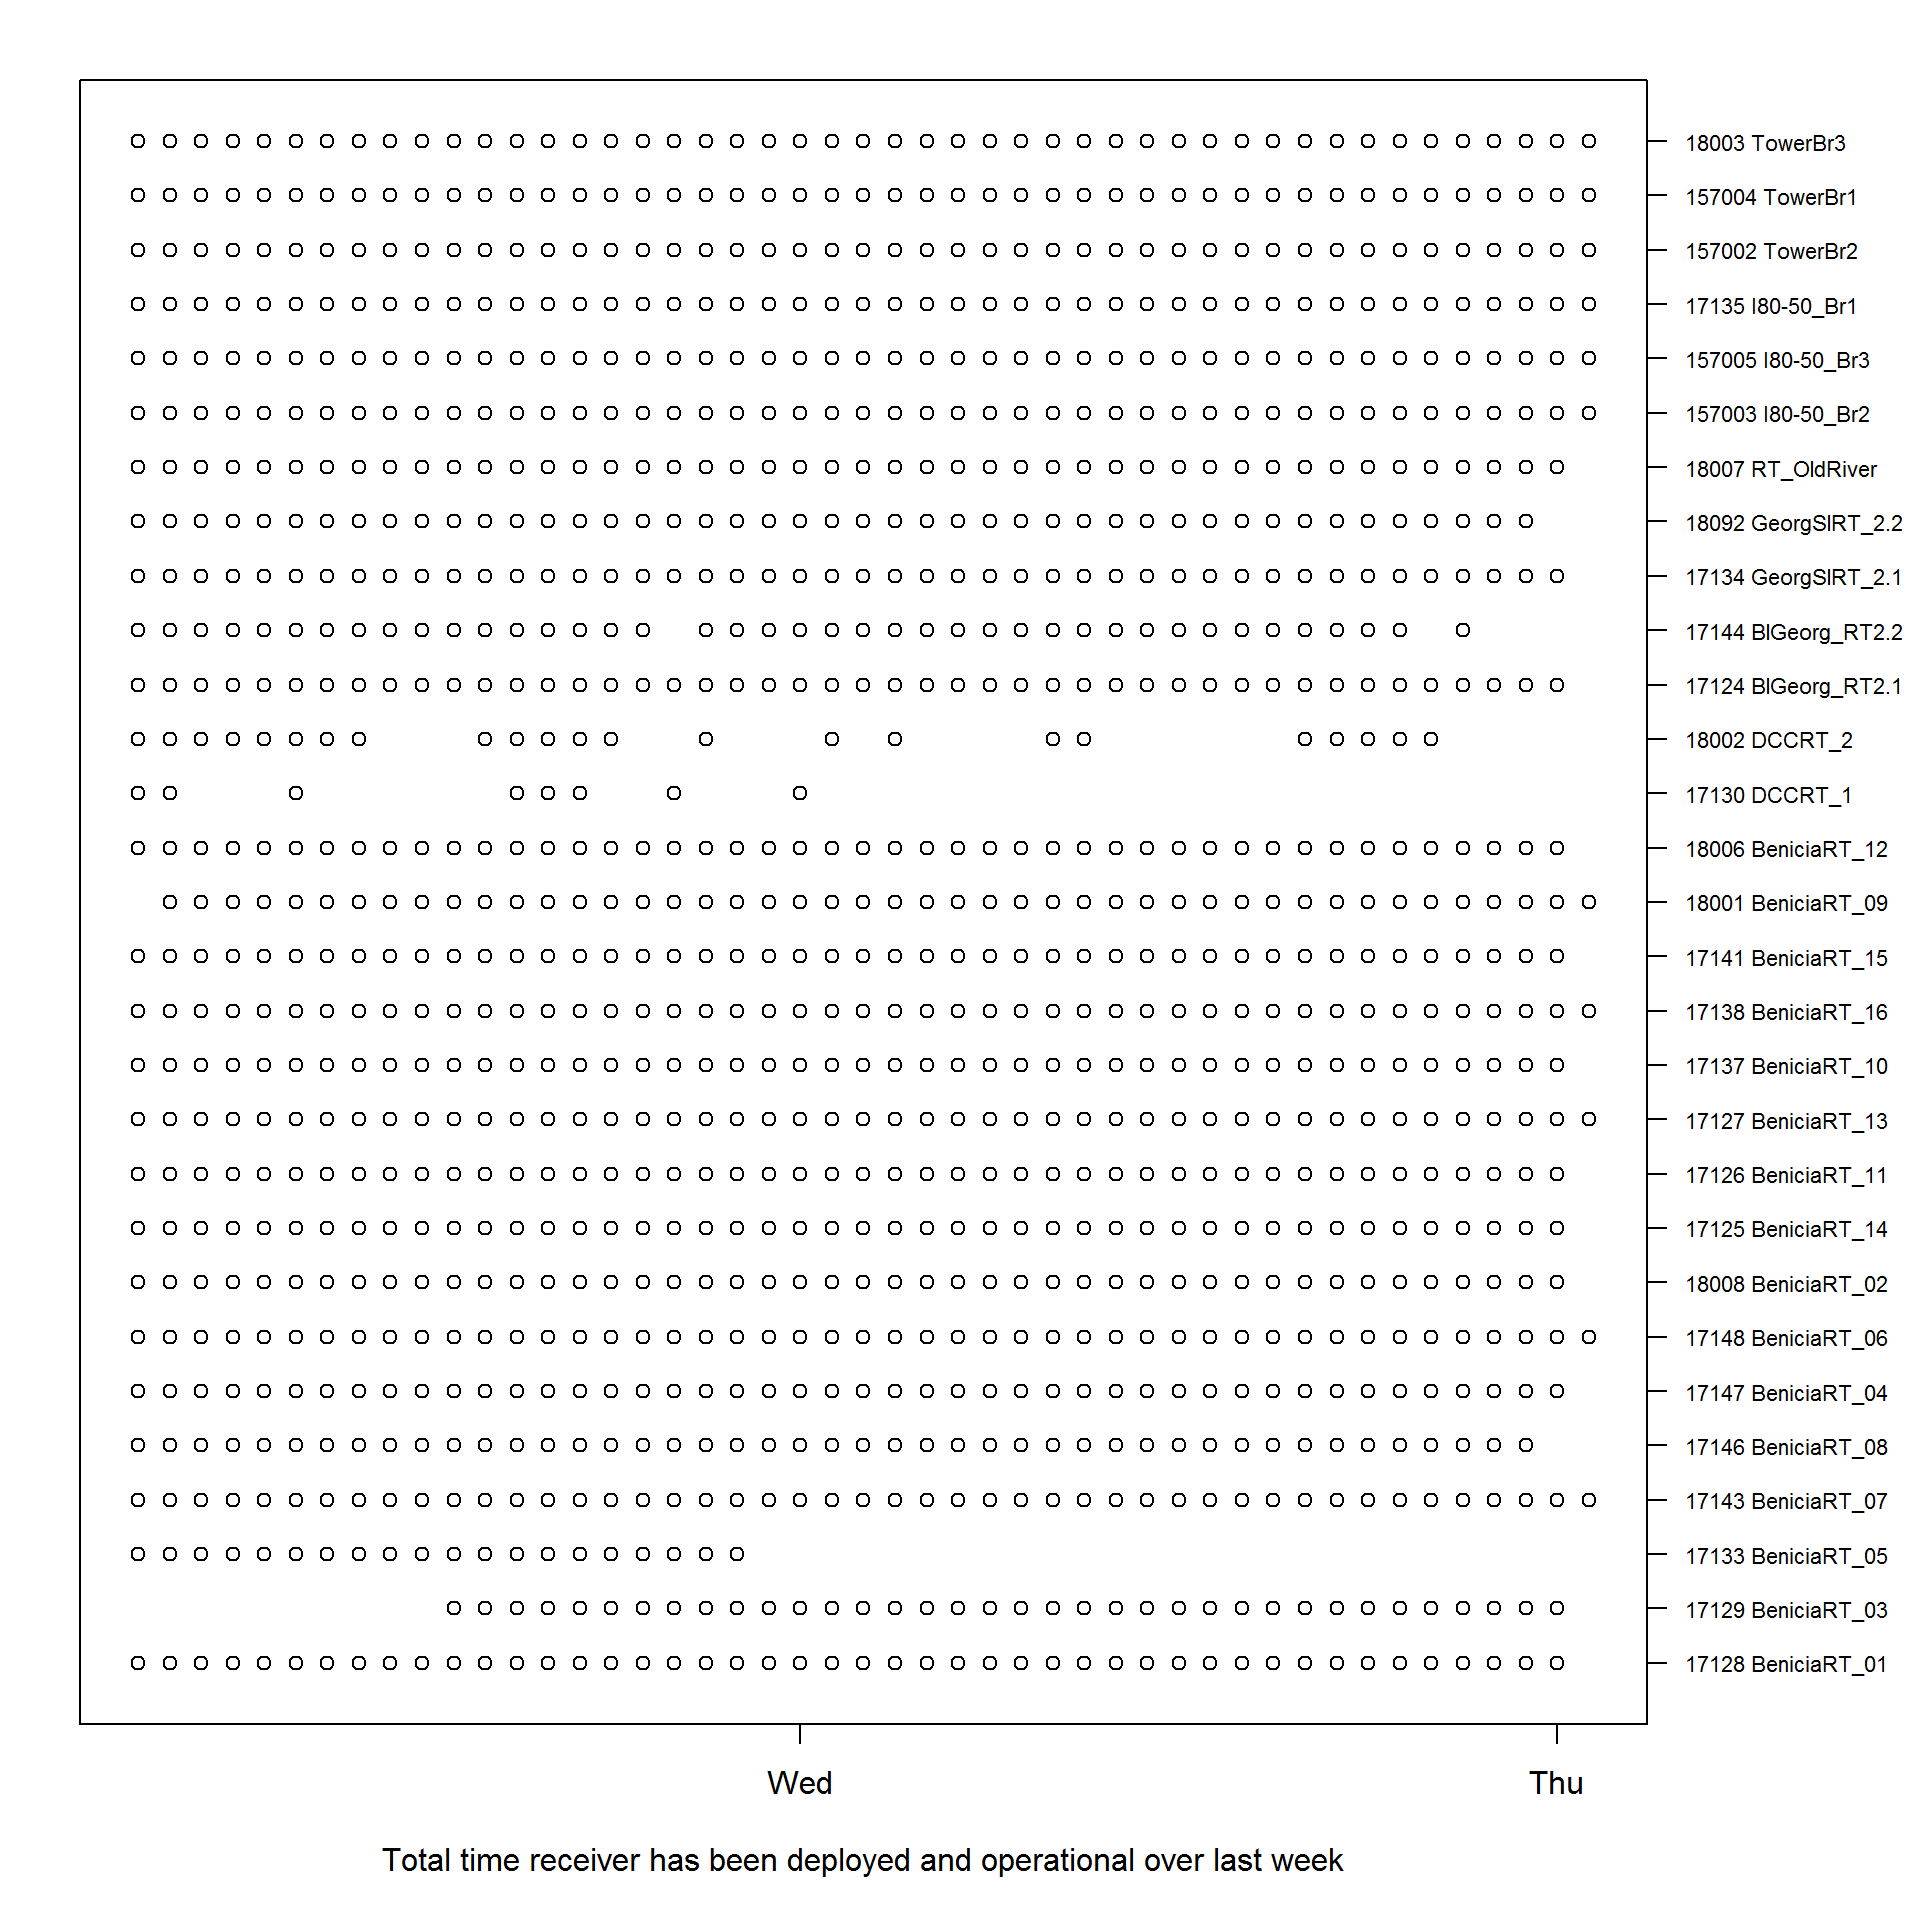 18003 TowerBr3
157004 TowerBr1
157002 TowerBr2
17135 I80-50_Br1
157005 I80-50_Br3
157003 I80-50_Br2
18007 RT_OldRiver
18092 GeorgSlRT_2.2
17134 GeorgSlRT_2.1
17144 BlGeorg_RT2.2
17124 BlGeorg_RT2.1
18002 DCCRT_2
17130 DCCRT_1
18006 BeniciaRT_12
18001 BeniciaRT_09
17141 BeniciaRT_15
17138 BeniciaRT_16
17137 BeniciaRT_10
17127 BeniciaRT_13
17126 BeniciaRT_11
17125 BeniciaRT_14
18008 BeniciaRT_02
17148 BeniciaRT_06
17147 BeniciaRT_04
17146 BeniciaRT_08
17143 BeniciaRT_07
17133 BeniciaRT_05
17129 BeniciaRT_03
17128 BeniciaRT_01
Wed Thu
Total time receiver has been deployed and operational over last week